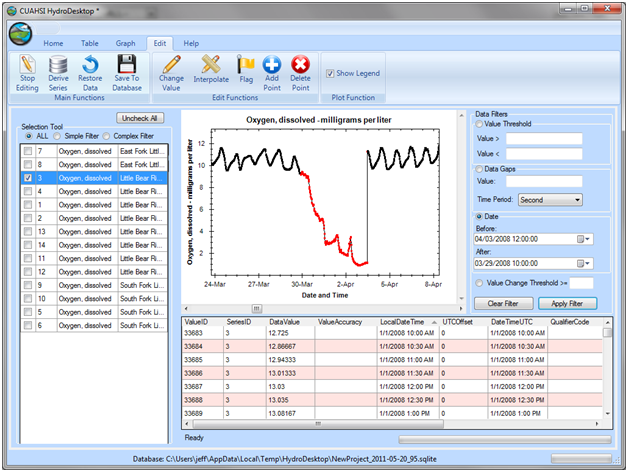 CUAHSI HydroDesktop *
Home Table Graph Edit Help
Stop Editing
Derive Series
Restore Data
Save To Database
Main Functions
Change Value
Interpolate
Flag
Add Point
Delete Point
Edit Functions
Show Legend
Plot Function
Uncheck All
Selection Tool
ALL Simple Filter Complex Filter
7 Oxygen, dissolved East Fork Littl...
8 Oxygen, dissolved East Fork Littl...
3 Oxygen, dissolved Little Bear Ri...
4 Oxygen, dissolved Little Bear Ri...
1 Oxygen, dissolved Little Bear Ri...
2 Oxygen, dissolved Little Bear Ri...
13 Oxygen, dissolved Little Bear Ri...
14 Oxygen, dissolved Little Bear Ri...
11 Oxygen, dissolved Little Bear Ri...
12 Oxygen, dissolved Little Bear Ri...
9 Oxygen, dissolved South Fork Li...
10 Oxygen, dissolved South Fork Li...
5 Oxygen, dissolved South Fork Li...
6 Oxygen, dissolved South Fork Li...
Oxygen, dissolved - milligrams per liter
Oxygen, dissolved - milligrams per liter
12
10
8
6
4
2
24-Mar 27-Mar 30-Mar 2-Apr 5-Apr 8-Apr
Date and Time
Data Filters
Value Threshold
Value >
Value <
Data Gaps
Value:
Time Period: Second
Date
Before:
04/03/2008 12:00:00
After:
03/29/2008 10:00:00
Value Change Threshold >=
Clear Filter Apply Filter
ValueID SeriesID DataValue ValueAccuracy LocalDateTime UTCOffset DateTimeUTC QualifierCode
33683 3 12.725 1/1/2008 10:00 AM 0 1/1/2008 10:00 AM
33684 3 12.86667 1/1/2008 10:30 AM 0 1/1/2008 10:30 AM
33685 3 12.94333 1/1/2008 11:00 AM 0 1/1/2008 11:00 AM
33686 3 13.01333 1/1/2008 11:30 AM 0 1/1/2008 11:30 AM
33687 3 13.03 1/1/2008 12:00 PM 0 1/1/2008 12:00 PM
33688 3 13.035 1/1/2008 12:30 PM 0 1/1/2008 12:30 PM
33689 3 13.08167 1/1/2008 1:00 PM 0 1/1/2008 1:00 PM
Ready
Database: C:\Users\jeff\AppData\Local\Temp\HydroDesktop\NewProject_2011-05-20_95.sqlite